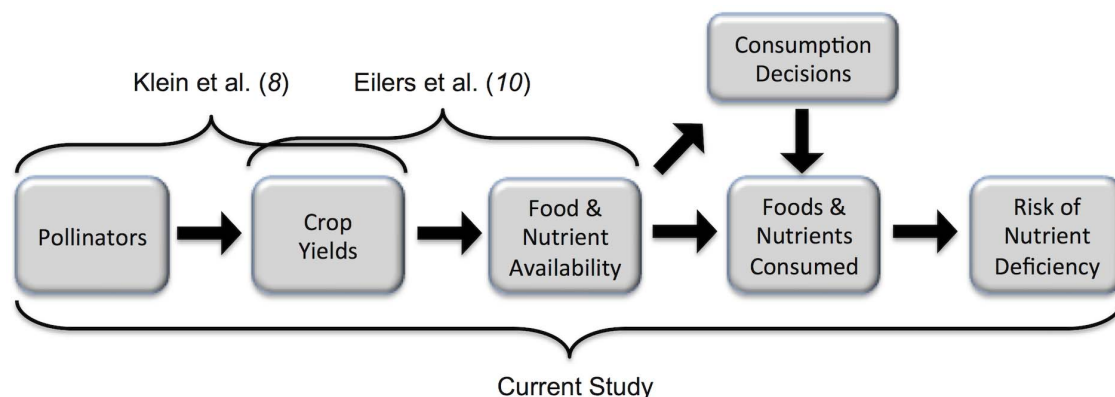 Klein et al. (8)
Eilers et al. (10)
Consumption
Decisions
Pollinators
Crop
Yields
Food &
Nutrient
Availability
Foods &
Nutrients
Consumed
Risk of
Nutrient
Deficiency
Current Study